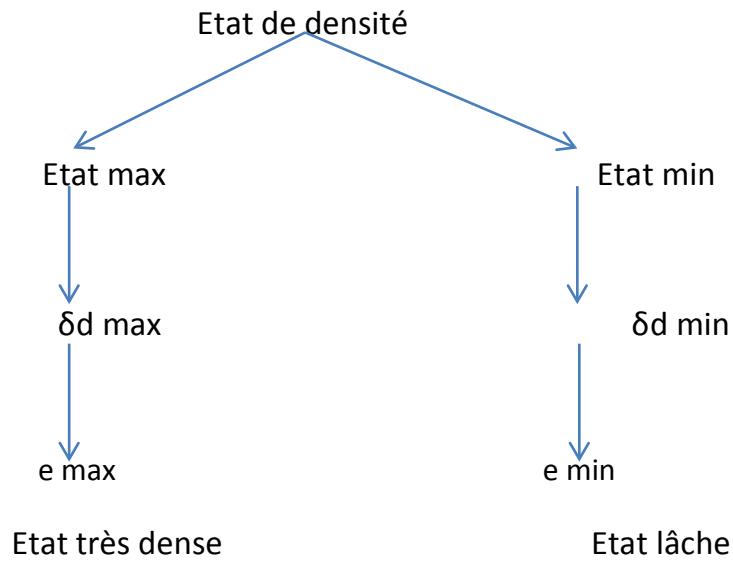 Etat de densité
Etat max
Etat min
δd max
δd min
e max
e min
Etat très dense
Etat lâche